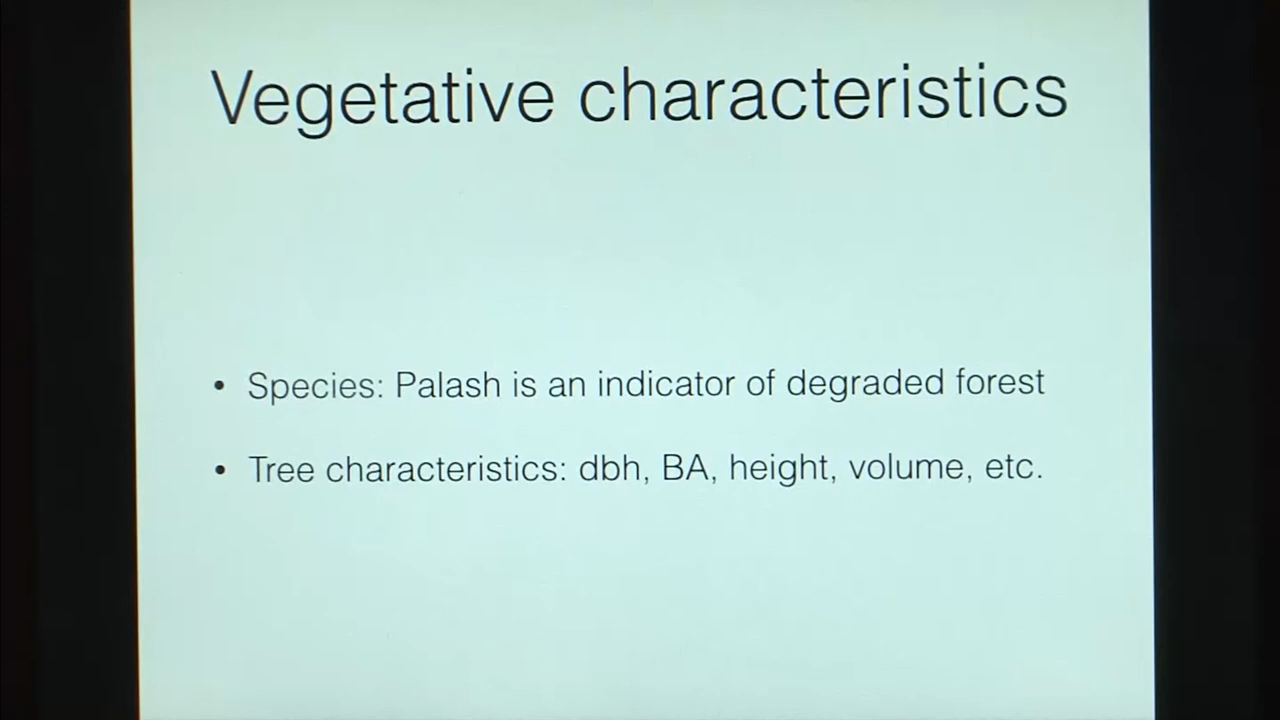 Vegetative characteristics
• Species: Palash is an indicator of degraded forest
• Tree characteristics: dbh, BA, height, volume, etc.